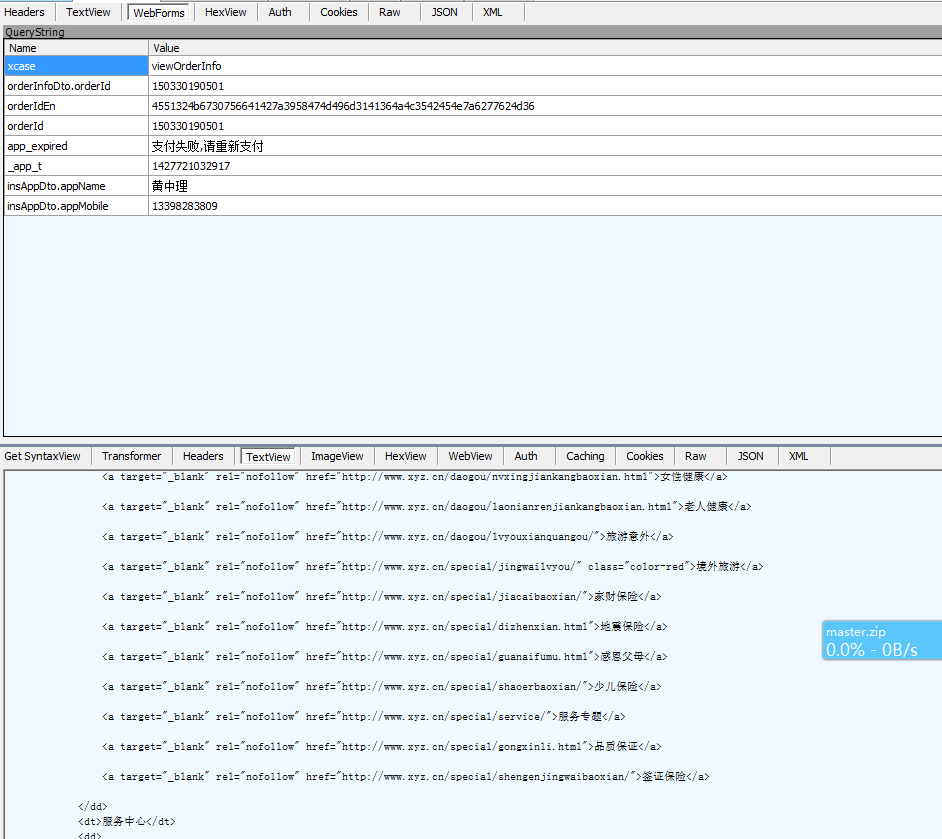 Headers TextView WebForms HexView Auth Cookies Raw JSON XML
QueryString
Name Value
xcase viewOrderInfo
orderInfoDto.orderId 150330190501
orderIdEn 4551324b6730756641427a3958474d496d3141364a4c3542454e7a6277624d36
orderId 150330190501
app_expired 支付失败,请重新支付
_app_t 1427721032917
insAppDto.appName 黄中理
insAppDto.appMobile 13398283809
Get SyntaxView Transformer Headers TextView ImageView HexView WebView Auth Caching Cookies Raw JSON XML
<a target="_blank" rel="nofollow" href="http://www.xyz.cn/daogou/nvxingjiankangbaoxian.html">女性健康</a>
<a target="_blank" rel="nofollow" href="http://www.xyz.cn/daogou/laonianrenjiankangbaoxian.html">老人健康</a>
<a target="_blank" rel="nofollow" href="http://www.xyz.cn/daogou/lvyouxianquangou/">旅游意外</a>
<a target="_blank" rel="nofollow" href="http://www.xyz.cn/special/jingwailvyou/" class="color-red">境外旅游</a>
<a target="_blank" rel="nofollow" href="http://www.xyz.cn/special/jiacaibaoxian/">家财保险</a>
<a target="_blank" rel="nofollow" href="http://www.xyz.cn/special/dizhenxian.html">地震保险</a>
<a target="_blank" rel="nofollow" href="http://www.xyz.cn/special/guanaifumu.html">感恩父母</a>
<a target="_blank" rel="nofollow" href="http://www.xyz.cn/special/shaoerbaoxian/">少儿保险</a>
<a target="_blank" rel="nofollow" href="http://www.xyz.cn/special/service/">服务专题</a>
<a target="_blank" rel="nofollow" href="http://www.xyz.cn/special/gongxinli.html">品质保证</a>
<a target="_blank" rel="nofollow" href="http://www.xyz.cn/special/shengenjingwaibaoxian/">签证保险</a>
</dd>
<dt>服务中心</dt>
<dd>
master.zip
0.0% - 0B/s